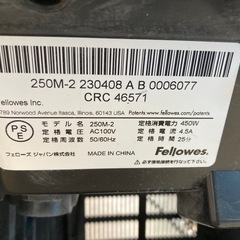 250M-2 230408 A B 0006077
CRC 46571
Fellowes Inc.
1789 Norwood Avenue Itasca, Illinois, 60143 USA
Patents: www.Fellowes.com
Patents.Fellowes.com
PS
E
モデル名 250M-2
定格電圧 AC100V
定格周波数 50/60Hz
定格消費電力 450W
定格電流 4.5A
定格時間 25分
フェローズ ジャパン株式会社 MADE IN CHINA
Fellowes